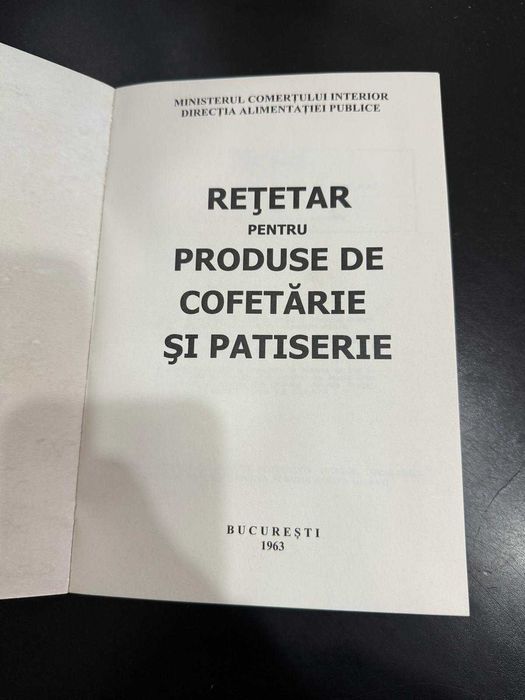 MINISTERUL COMERŢULUI INTERIOR
DIRECŢIA ALIMENTAŢIEI PUBLICE
REŢETAR
PENTRU
PRODUSE DE
COFETĂRIE
ŞI PATISERIE
BUCUREŞTI
1963